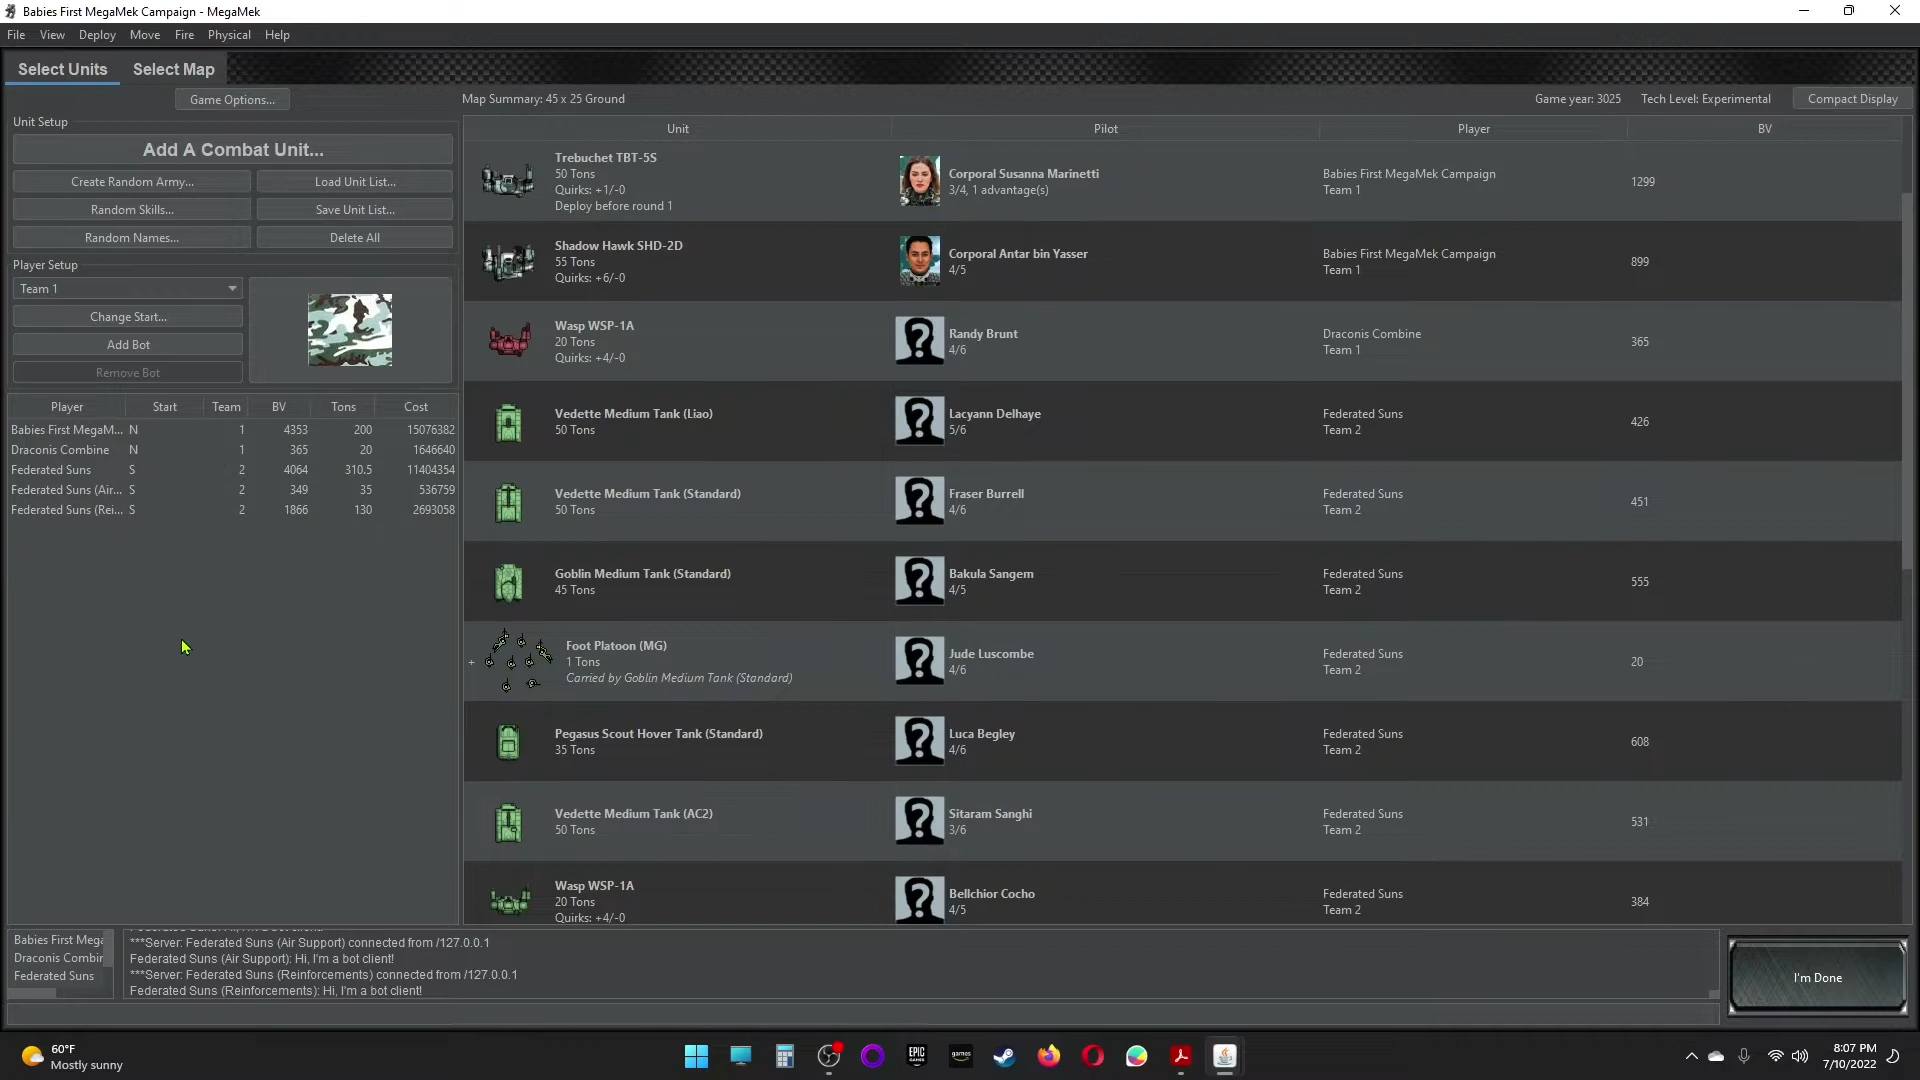 Babies First MegaMek Campaign - MegaMek
File View Deploy Move Fire Physical Help
Select Units Select Map
Game Options...
Map Summary: 45 x 25 Ground
Game year: 3025 Tech Level: Experimental Compact Display
Unit Setup
Add A Combat Unit...
Create Random Army... Load Unit List...
Random Skills... Save Unit List...
Random Names... Delete All
Player Setup
Team 1
Change Start...
Add Bot
Remove Bot
Player Start Team BV Tons Cost
Babies First MegaM... N 1 4353 200 15076382
Draconis Combine N 1 365 20 1646640
Federated Suns S 2 4064 310.5 11404354
Federated Suns (Air... S 2 349 35 536759
Federated Suns (Rei... S 2 1866 130 2693058
Unit Pilot Player BV
Trebuchet TBT-5S
50 Tons
Quirks: +1/-0
Deploy before round 1
Corporal Susanna Marinetti
3/4, 1 advantage(s)
Babies First MegaMek Campaign
Team 1
1299
Shadow Hawk SHD-2D
55 Tons
Quirks: +6/-0
Corporal Antar bin Yasser
4/5
Babies First MegaMek Campaign
Team 1
899
Wasp WSP-1A
20 Tons
Quirks: +4/-0
Randy Brunt
4/6
Draconis Combine
Team 1
365
Vedette Medium Tank (Liao)
50 Tons
Lacyann Delhaye
5/6
Federated Suns
Team 2
426
Vedette Medium Tank (Standard)
50 Tons
Fraser Burrell
4/6
Federated Suns
Team 2
451
Goblin Medium Tank (Standard)
45 Tons
Bakula Sangem
4/5
Federated Suns
Team 2
555
+
Foot Platoon (MG)
1 Tons
Carried by Goblin Medium Tank (Standard)
Jude Luscombe
4/6
Federated Suns
Team 2
20
Pegasus Scout Hover Tank (Standard)
35 Tons
Luca Begley
4/6
Federated Suns
Team 2
608
Vedette Medium Tank (AC2)
50 Tons
Sitaram Sanghi
3/6
Federated Suns
Team 2
531
Wasp WSP-1A
20 Tons
Quirks: +4/-0
Bellchior Cocho
4/5
Federated Suns
Team 2
384
Babies First Mega
Draconis Combin
Federated Suns
***Server: Federated Suns (Air Support) connected from /127.0.0.1
Federated Suns (Air Support): Hi, I'm a bot client!
***Server: Federated Suns (Reinforcements) connected from /127.0.0.1
Federated Suns (Reinforcements): Hi, I'm a bot client!
I'm Done
60°F
Mostly sunny
EPIC GAMES
gamos
8:07 PM
7/10/2022